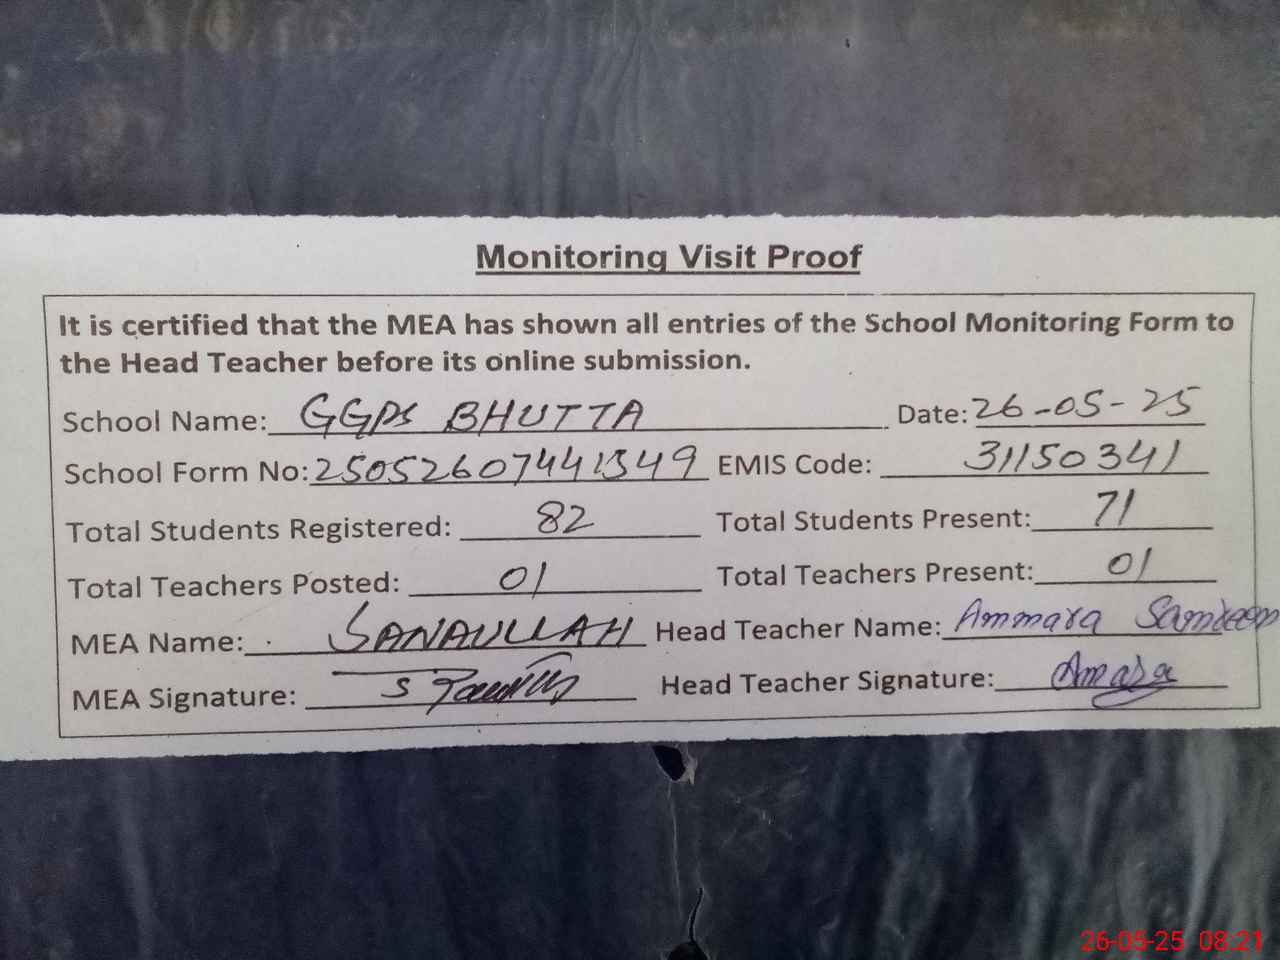 Monitoring Visit Proof
It is certified that the MEA has shown all entries of the School Monitoring Form to
the Head Teacher before its online submission.
School Name: GGPS BHUTTA Date: 26-05-25
School Form No: 25052607441349 EMIS Code: 31150341
Total Students Registered: 82 Total Students Present: 71
Total Teachers Posted: 01 Total Teachers Present: 01
MEA Name: SANAULLAH Head Teacher Name: Ammara
MEA Signature: Head Teacher Signature: Amara
26-05-25 08:21